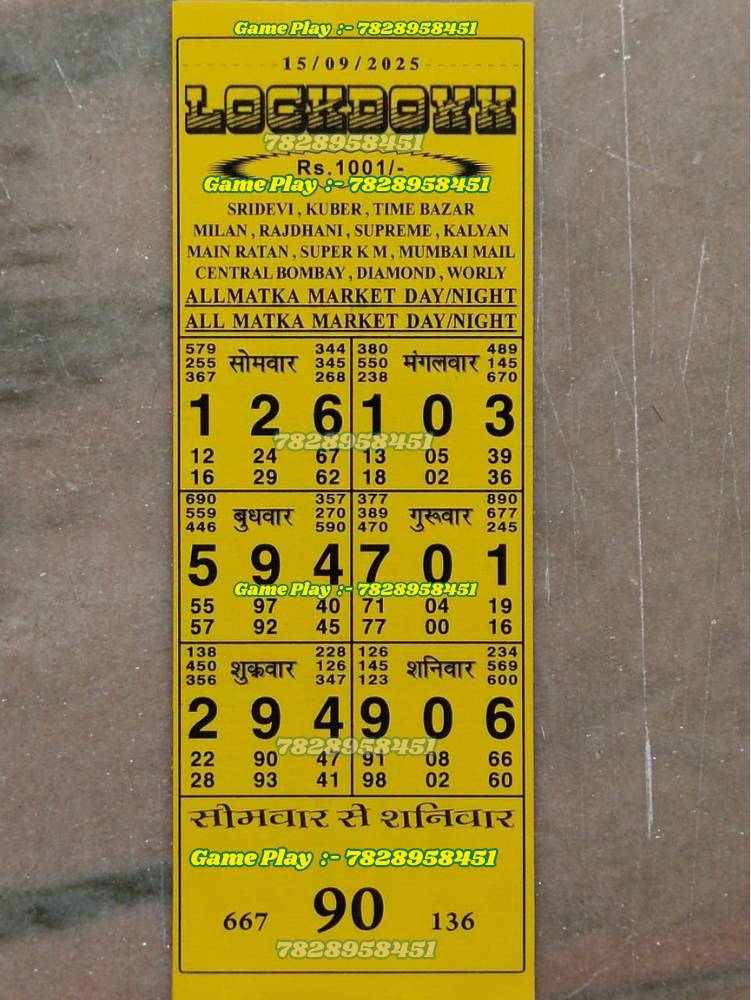 Game Play :- 7828958451
15/09/2025
LOCKDOWN
7828958451
Rs.1001/-
Game Play :- 7828958451
SRIDEVI , KUBER , TIME BAZAR
MILAN , RAJDHANI , SUPREME , KALYAN
MAIN RATAN , SUPER K M , MUMBAI MAIL
CENTRAL BOMBAY , DIAMOND , WORLY
ALLMATKA MARKET DAY/NIGHT
ALL MATKA MARKET DAY/NIGHT
579 344 380 489
255 सोमवार 345 550 मंगलवार 145
367 268 238 670
1 2 6 1 0 3
7828958451
12 24 67 13 05 39
16 29 62 18 02 36
690 357 377 890
559 बुधवार 270 389 गुरूवार 677
446 590 470 245
5 9 4 7 0 1
Game Play :- 7828958451
55 97 40 71 04 19
57 92 45 77 00 16
138 228 126 234
450 शुक्रवार 126 145 शनिवार 569
356 347 123 600
2 9 4 9 0 6
7828958451
22 90 47 91 08 66
28 93 41 98 02 60
सोमवार से शनिवार
Game Play :- 7828958451
667 90 136
7828958451